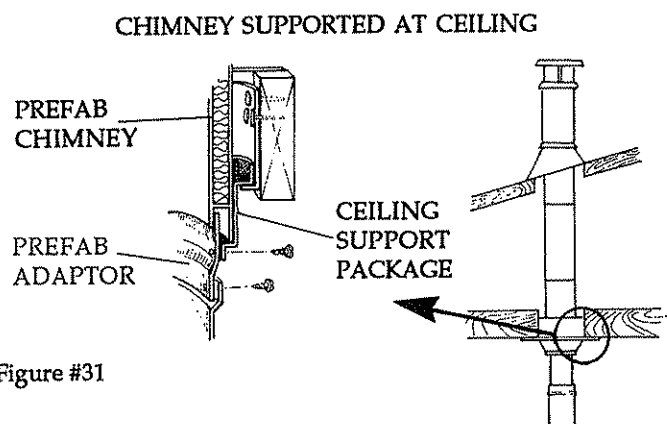 CHIMNEY SUPPORTED AT CEILING
PREFAB
CHIMNEY
PREFAB
ADAPTOR
CEILING
SUPPORT
PACKAGE
Figure #31